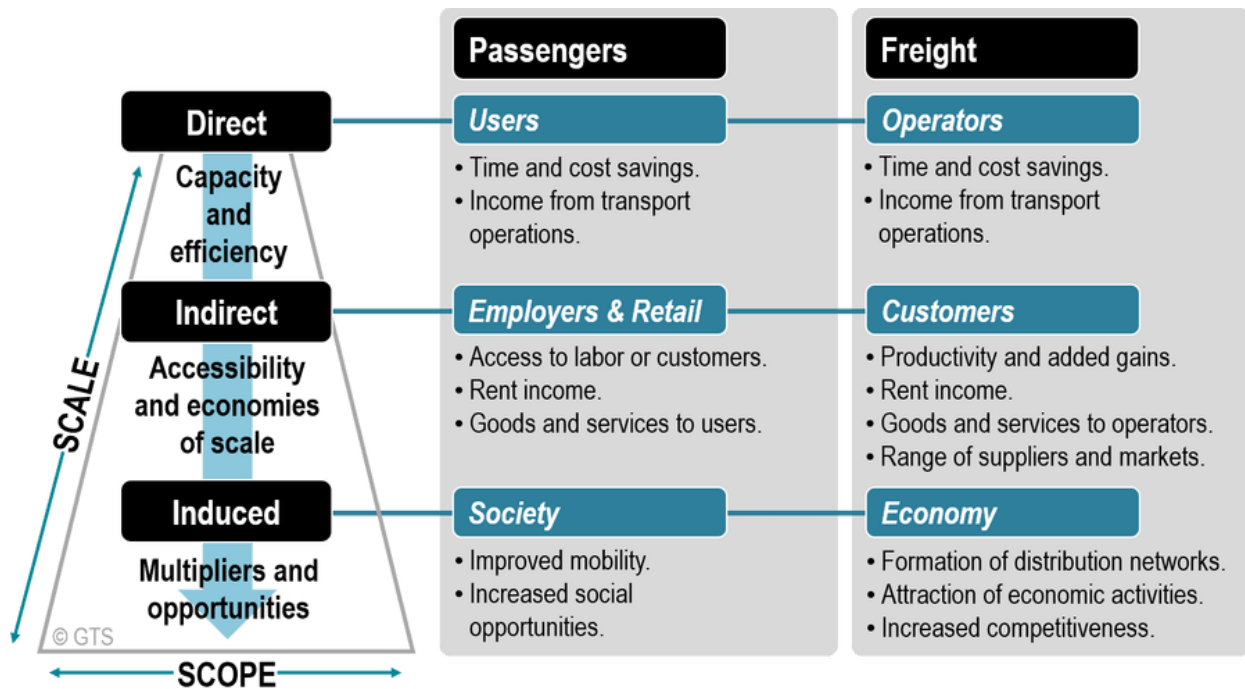 Passengers
Freight
Direct
Users
Operators
Capacity
and
efficiency
• Time and cost savings.
• Income from transport
operations.
• Time and cost savings.
• Income from transport
operations.
Indirect
Employers & Retail
Customers
Accessibility
and economies
of scale
• Access to labor or customers.
• Rent income.
• Goods and services to users.
• Productivity and added gains.
• Rent income.
• Goods and services to operators.
• Range of suppliers and markets.
SCALE
Induced
Society
Economy
Multipliers and
opportunities
• Improved mobility.
• Increased social
opportunities.
• Formation of distribution networks.
• Attraction of economic activities.
• Increased competitiveness.
© GTS
SCOPE